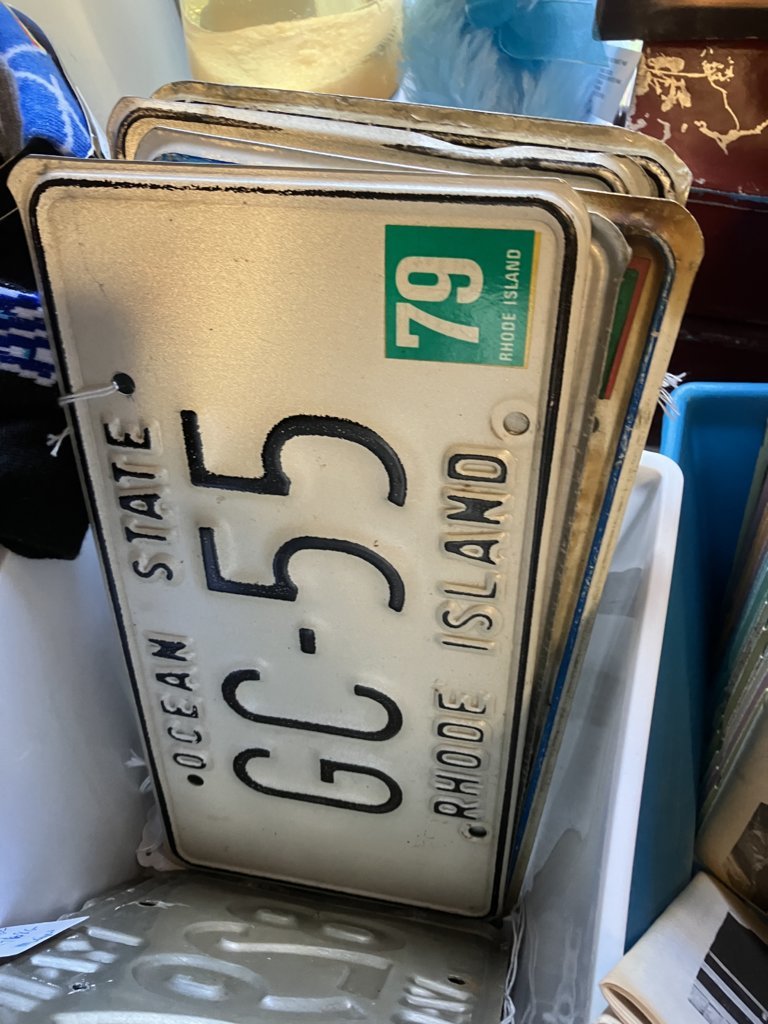 OCEAN STATE
GC-55
RHODE ISLAND
79
RHODE ISLAND